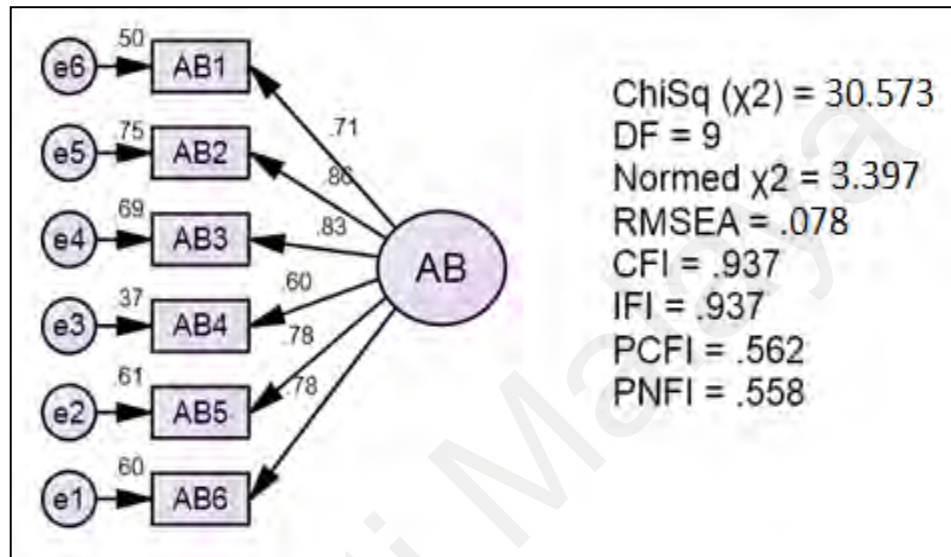 .50
e6
AB1
.71
.75
e5
AB2
.86
.69
e4
AB3
.83
AB
.60
.37
e3
AB4
.78
.61
e2
AB5
.78
.60
e1
AB6
ChiSq (χ2) = 30.573
DF = 9
Normed χ2 = 3.397
RMSEA = .078
CFI = .937
IFI = .937
PCFI = .562
PNFI = .558